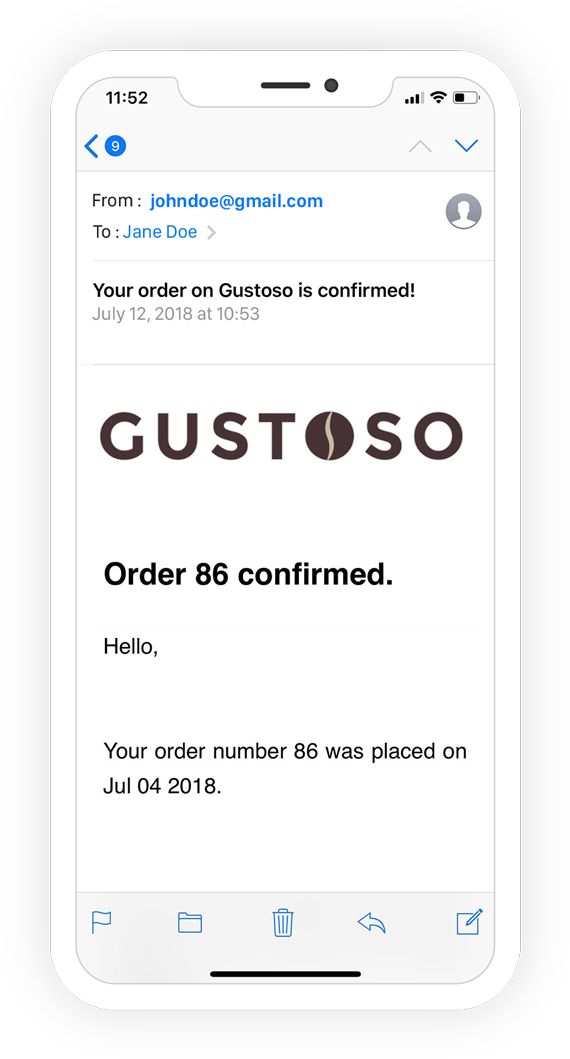 11:52
9
From : johndoe@gmail.com
To : Jane Doe
Your order on Gustoso is confirmed!
July 12, 2018 at 10:53
GUSTOSO
Order 86 confirmed.
Hello,
Your order number 86 was placed on
Jul 04 2018.